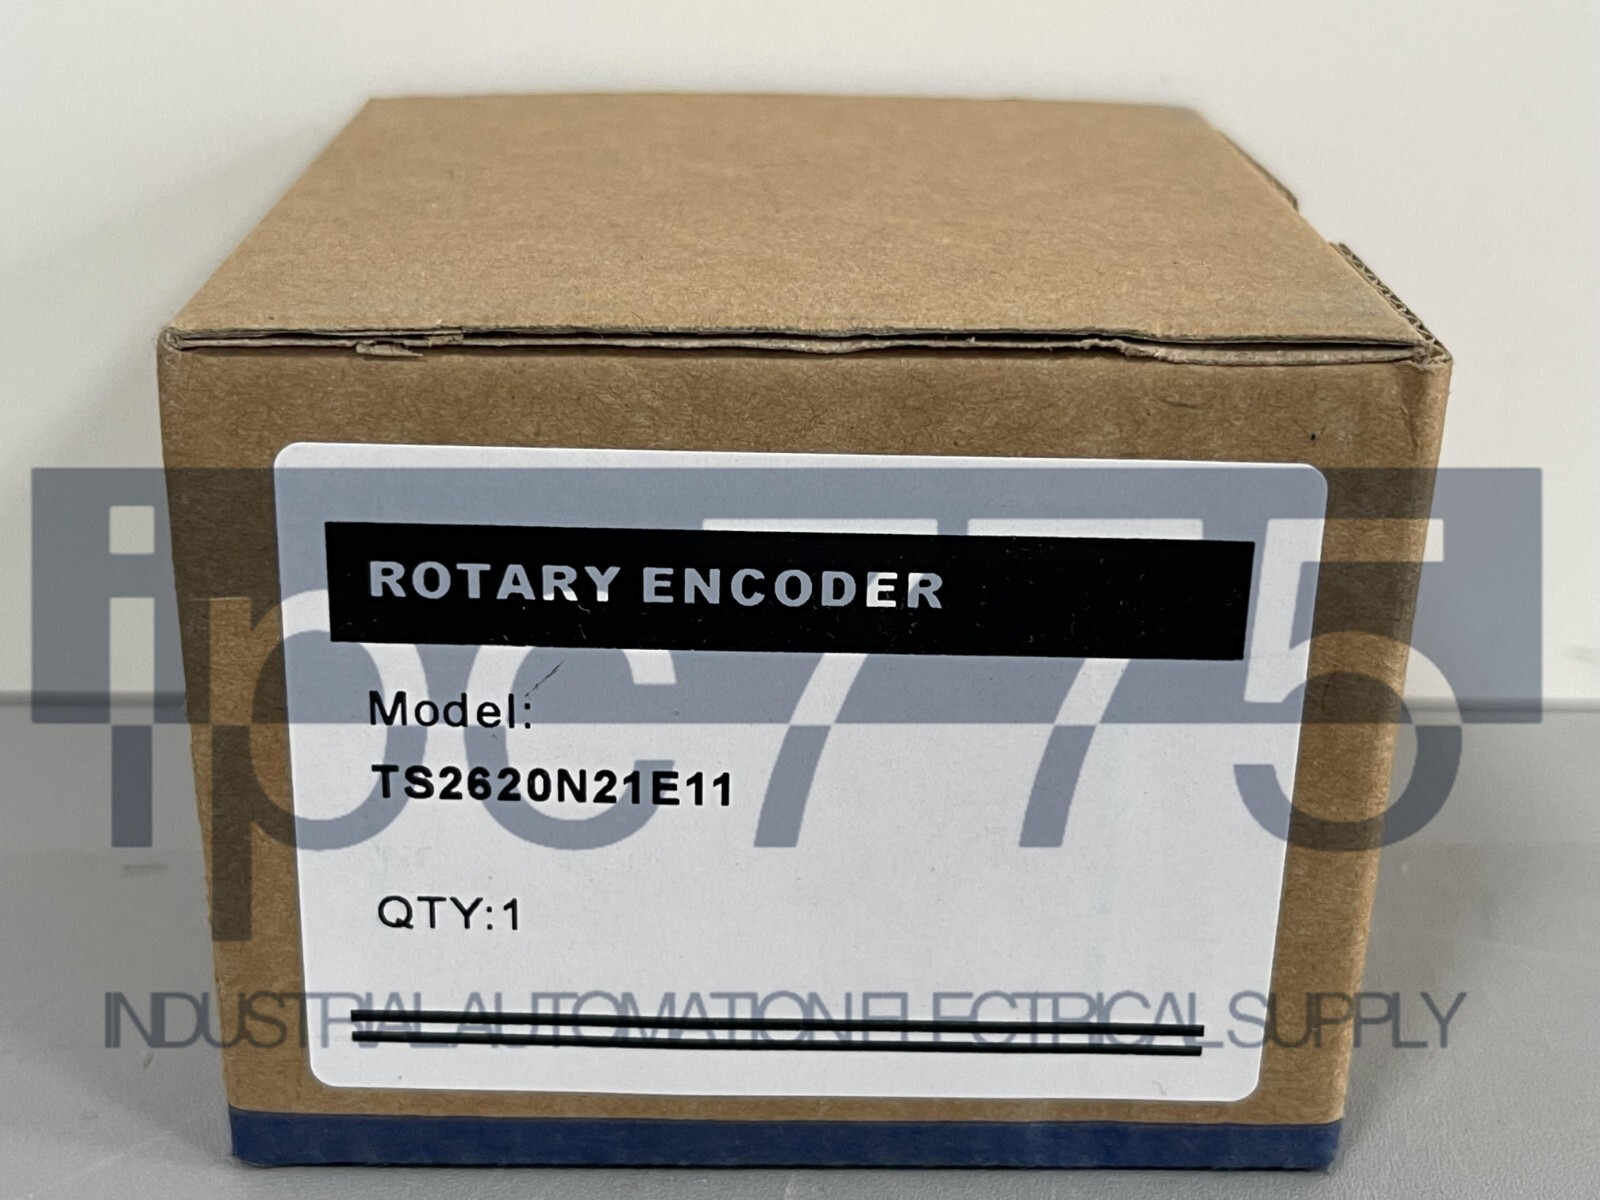 ROTARY ENCODER
ipc775
Model:
TS2620N21E11
QTY:1
INDUSTRIAL AUTOMATION ELECTRICAL SUPPLY